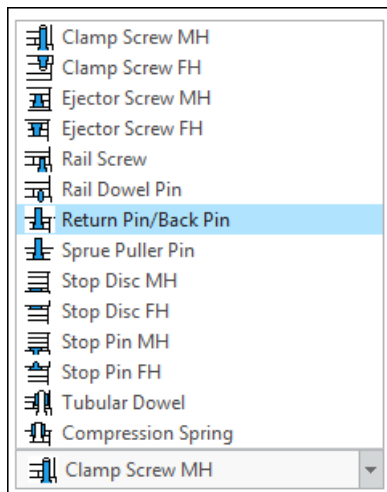 Clamp Screw MH
Clamp Screw FH
Ejector Screw MH
Ejector Screw FH
Rail Screw
Rail Dowel Pin
Return Pin/Back Pin
Sprue Puller Pin
Stop Disc MH
Stop Disc FH
Stop Pin MH
Stop Pin FH
Tubular Dowel
Compression Spring
Clamp Screw MH